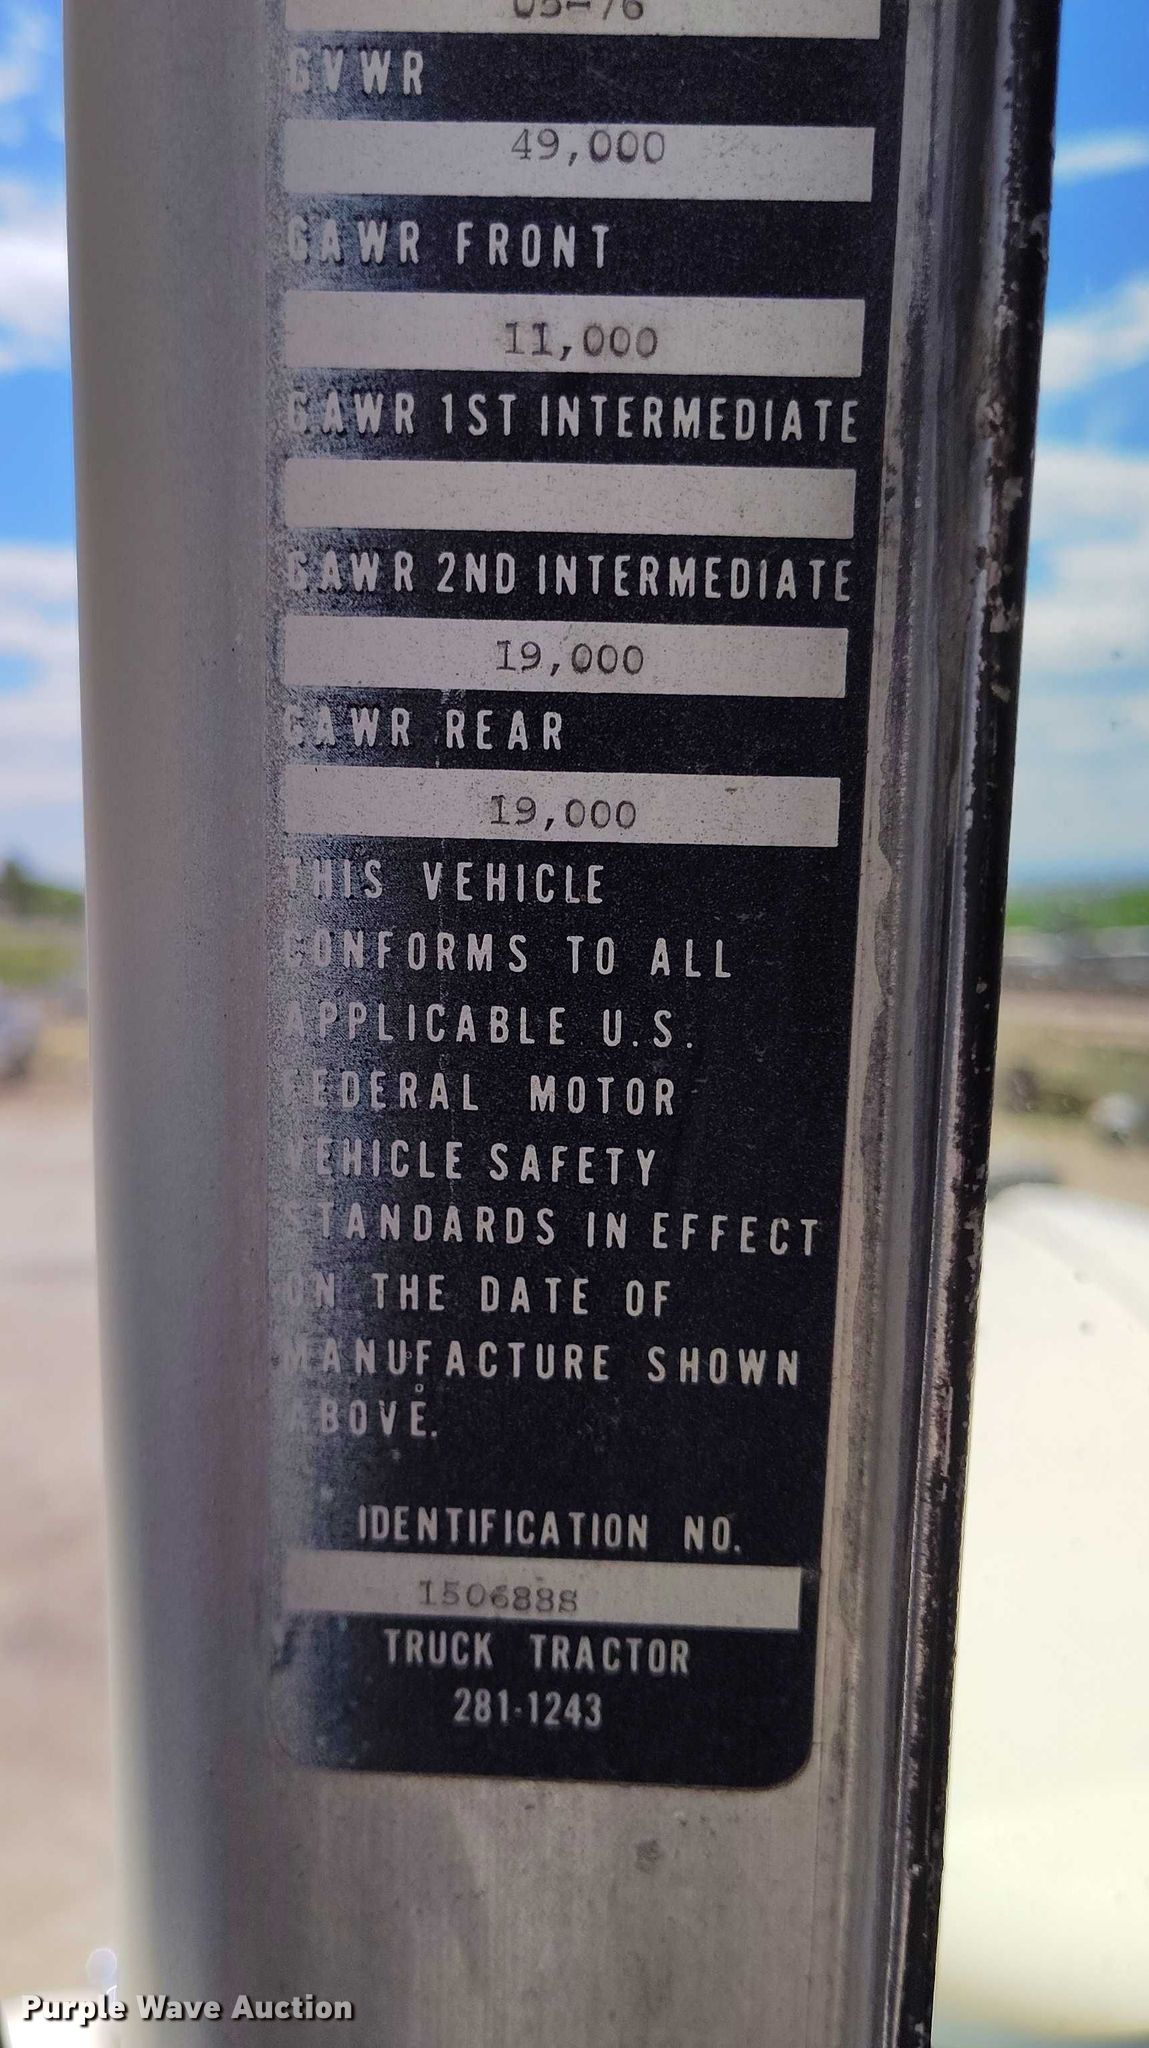 05-76
GVWR
49,000
GAWR FRONT
11,000
GAWR 1ST INTERMEDIATE
GAWR 2ND INTERMEDIATE
19,000
GAWR REAR
19,000
THIS VEHICLE
CONFORMS TO ALL
APPLICABLE U.S.
FEDERAL MOTOR
VEHICLE SAFETY
STANDARDS IN EFFECT
ON THE DATE OF
MANUFACTURE SHOWN
ABOVE.
IDENTIFICATION NO.
150688S
TRUCK TRACTOR
281-1243
Purple Wave Auction